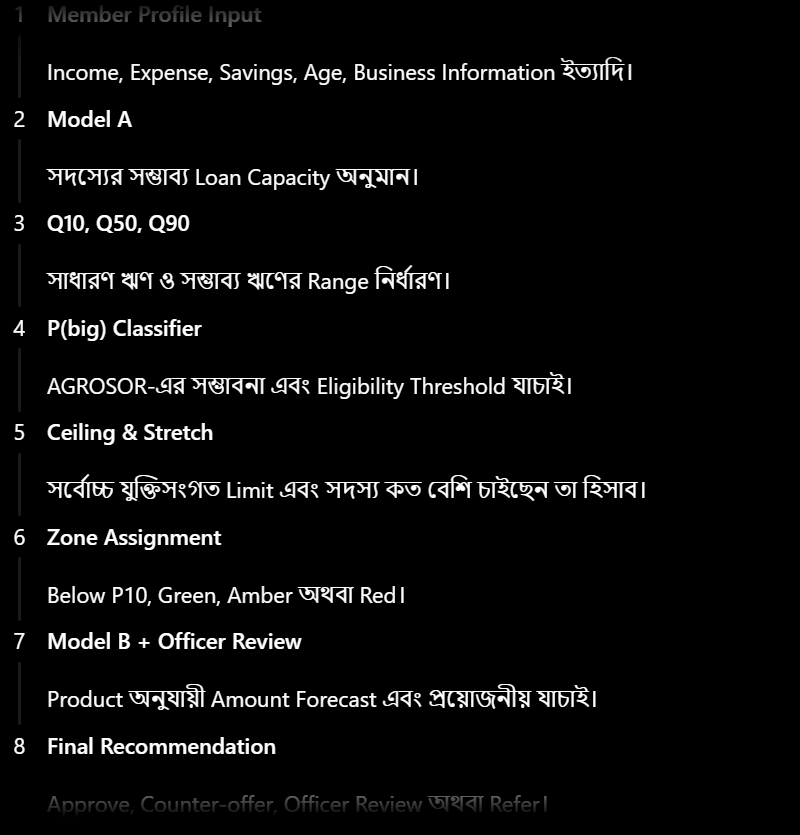 1 Member Profile Input
Income, Expense, Savings, Age, Business Information ইত্যাদি।
2 Model A
সদস্যের সম্ভাব্য Loan Capacity অনুমান।
3 Q10, Q50, Q90
সাধারণ ঋণ ও সম্ভাব্য ঋণের Range নির্ধারণ।
4 P(big) Classifier
AGROSOR-এর সম্ভাবনা এবং Eligibility Threshold যাচাই।
5 Ceiling & Stretch
সর্বোচ্চ যুক্তিসংগত Limit এবং সদস্য কত বেশি চাইছেন তা হিসাব।
6 Zone Assignment
Below P10, Green, Amber অথবা Red।
7 Model B + Officer Review
Product অনুযায়ী Amount Forecast এবং প্রয়োজনীয় যাচাই।
8 Final Recommendation
Approve, Counter-offer, Officer Review অথবা Refer।